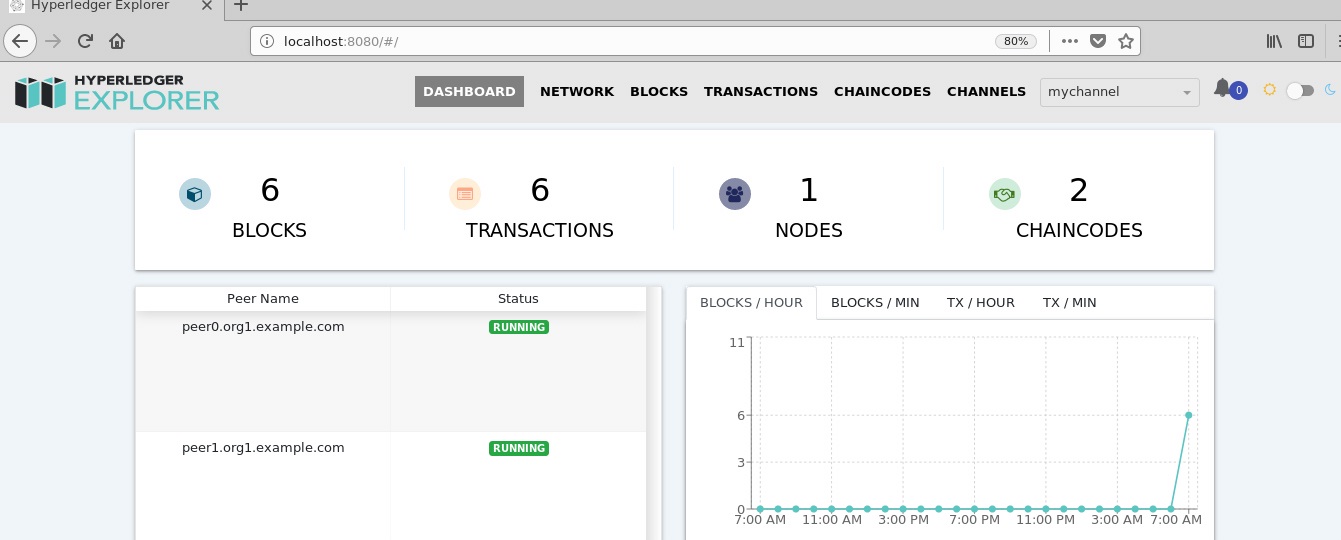 Hyperledger Explorer
localhost:8080/#/ 80%
HYPERLEDGER
EXPLORER
DASHBOARD NETWORK BLOCKS TRANSACTIONS CHAINCODES CHANNELS mychannel 0
6 6 1 2
BLOCKS TRANSACTIONS NODES CHAINCODES
Peer Name Status
peer0.org1.example.com RUNNING
peer1.org1.example.com RUNNING
BLOCKS / HOUR BLOCKS / MIN TX / HOUR TX / MIN
11
6
3
0
7:00 AM 11:00 AM 3:00 PM 7:00 PM 11:00 PM 3:00 AM 7:00 AM